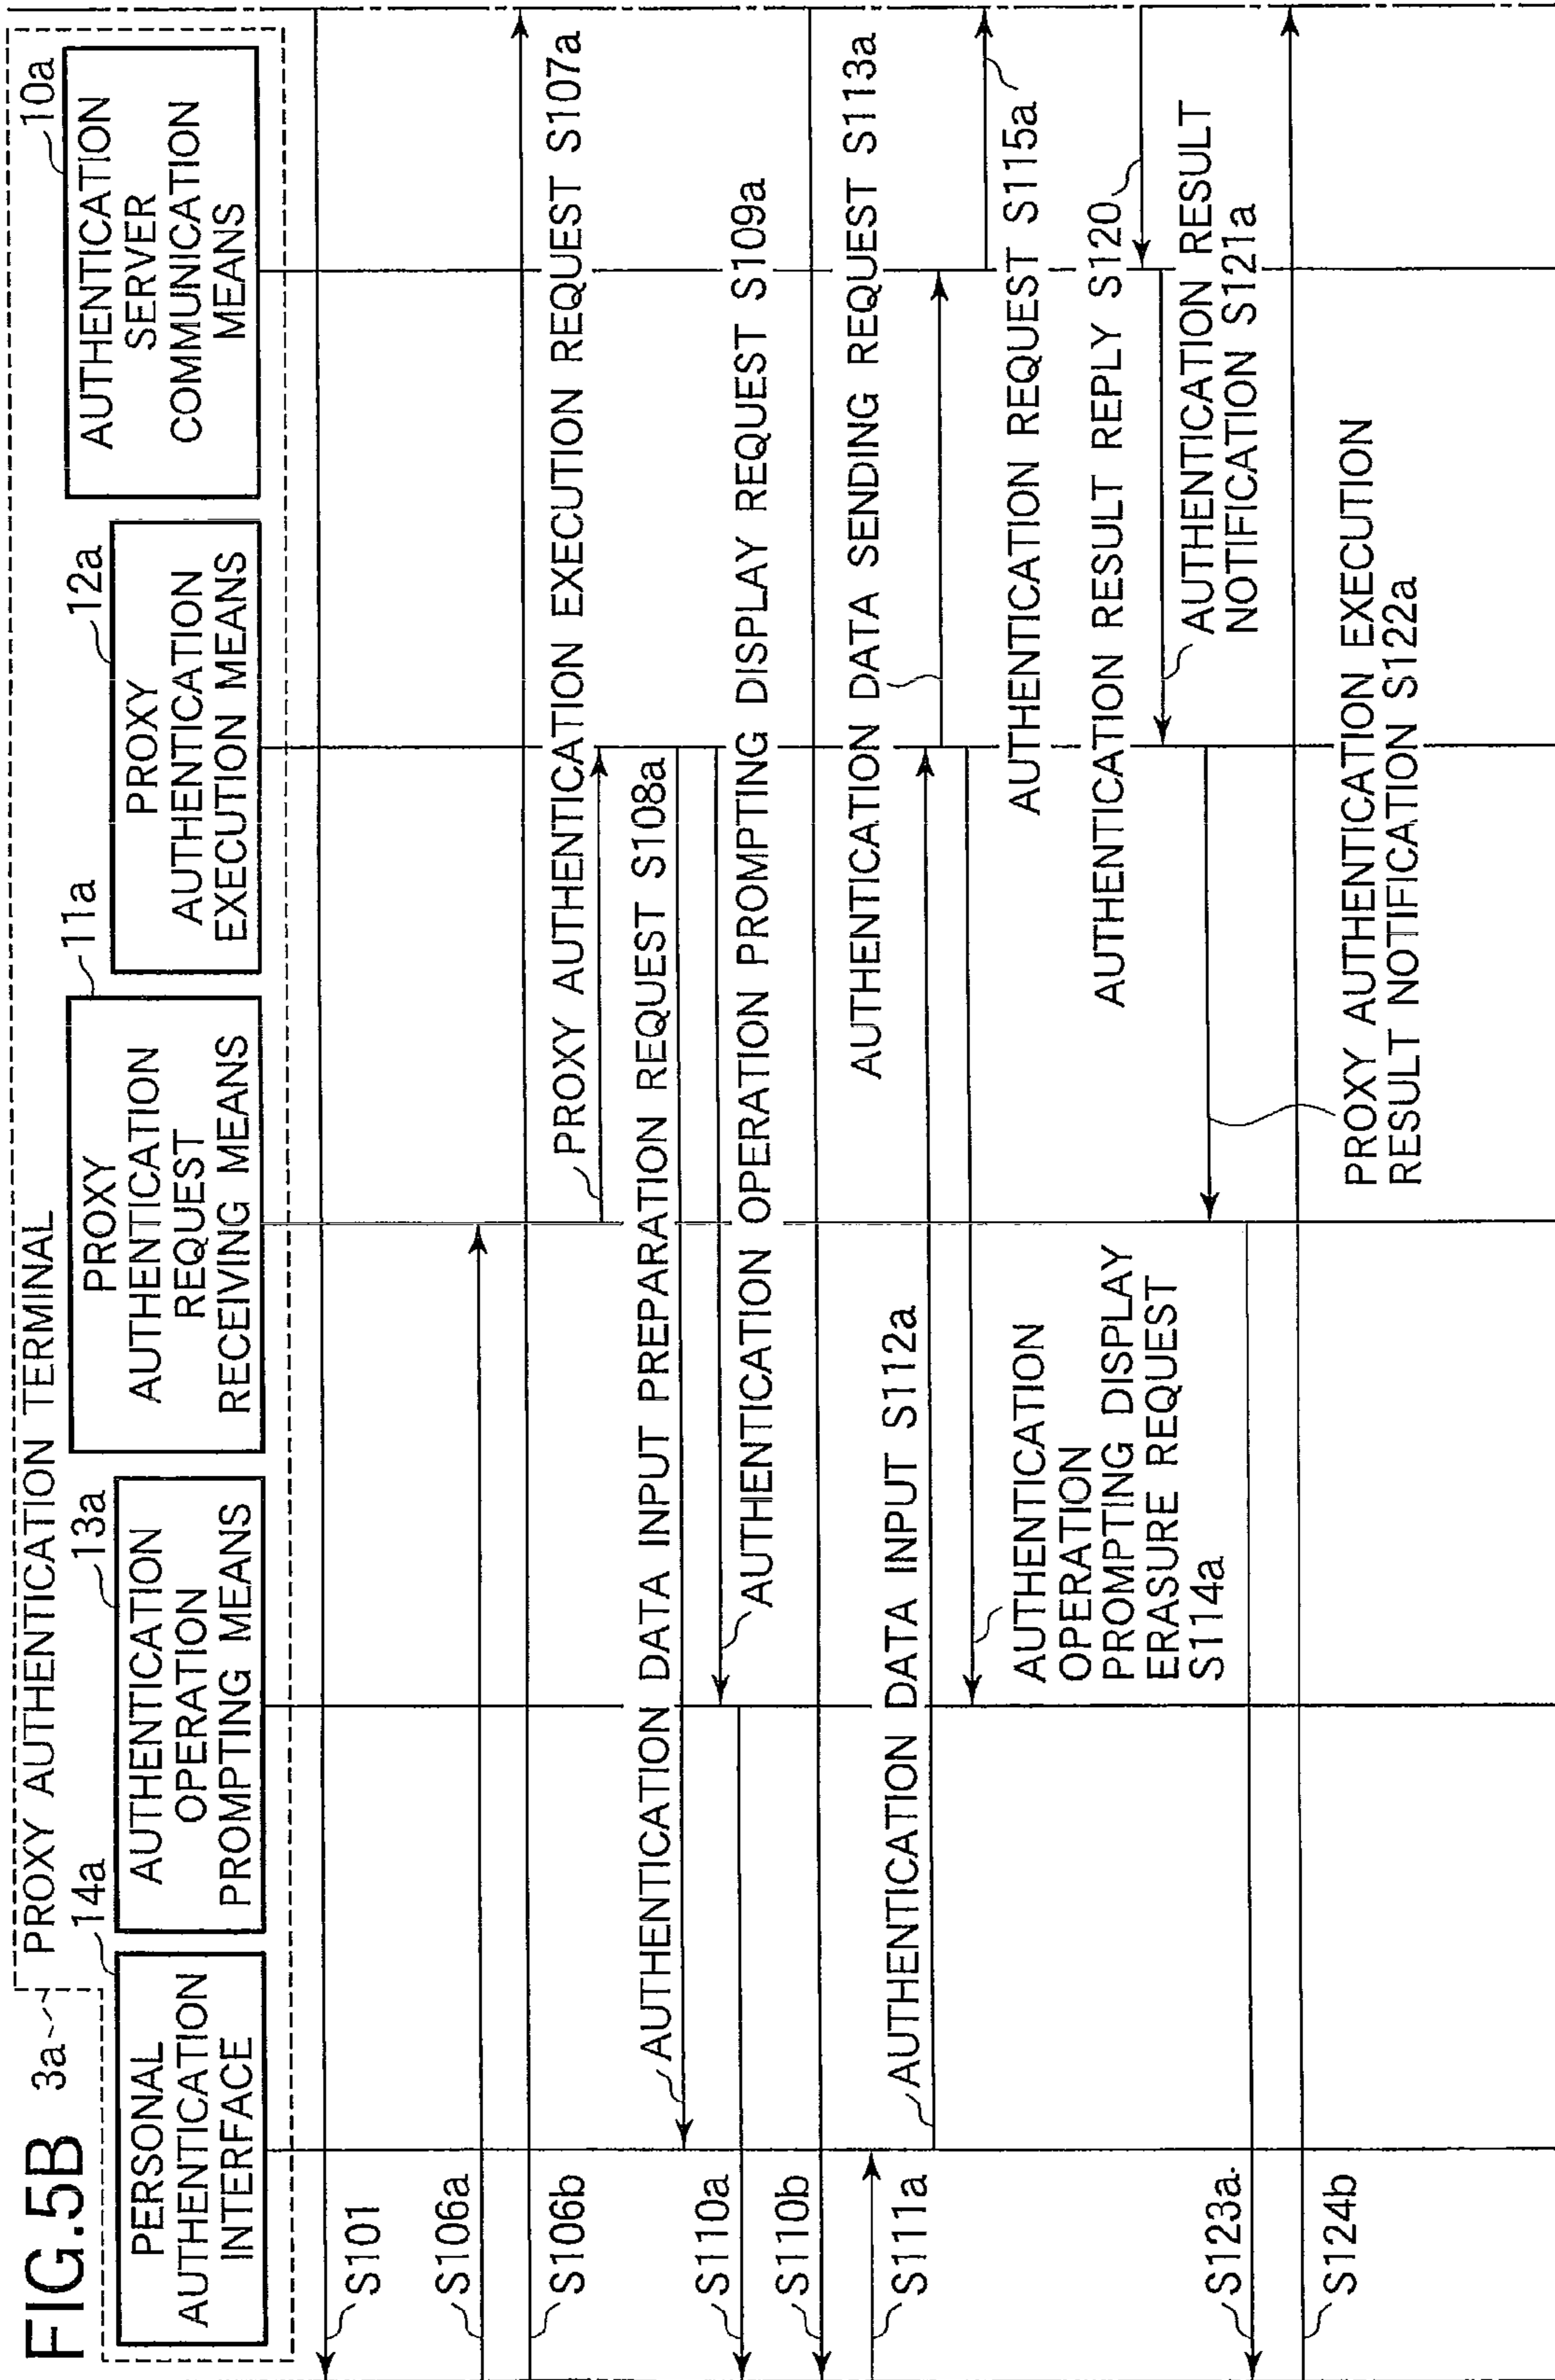 FIG.5B
3a
PROXY AUTHENTICATION TERMINAL
14a
PERSONAL
AUTHENTICATION
INTERFACE
13a
AUTHENTICATION
OPERATION
PROMPTING MEANS
11a
PROXY
AUTHENTICATION
REQUEST
RECEIVING MEANS
12a
PROXY
AUTHENTICATION
EXECUTION MEANS
10a
AUTHENTICATION
SERVER
COMMUNICATION
MEANS
S101
S106a
S106b
PROXY AUTHENTICATION EXECUTION REQUEST S107a
AUTHENTICATION DATA INPUT PREPARATION REQUEST S108a
AUTHENTICATION OPERATION PROMPTING DISPLAY REQUEST S109a
S110a
S110b
S111a
AUTHENTICATION DATA INPUT S112a
AUTHENTICATION DATA SENDING REQUEST S113a
AUTHENTICATION
OPERATION
PROMPTING DISPLAY
ERASURE REQUEST
S114a
AUTHENTICATION REQUEST S115a
AUTHENTICATION RESULT REPLY S120
AUTHENTICATION RESULT
NOTIFICATION S121a
PROXY AUTHENTICATION EXECUTION
RESULT NOTIFICATION S122a
S123a
S124b